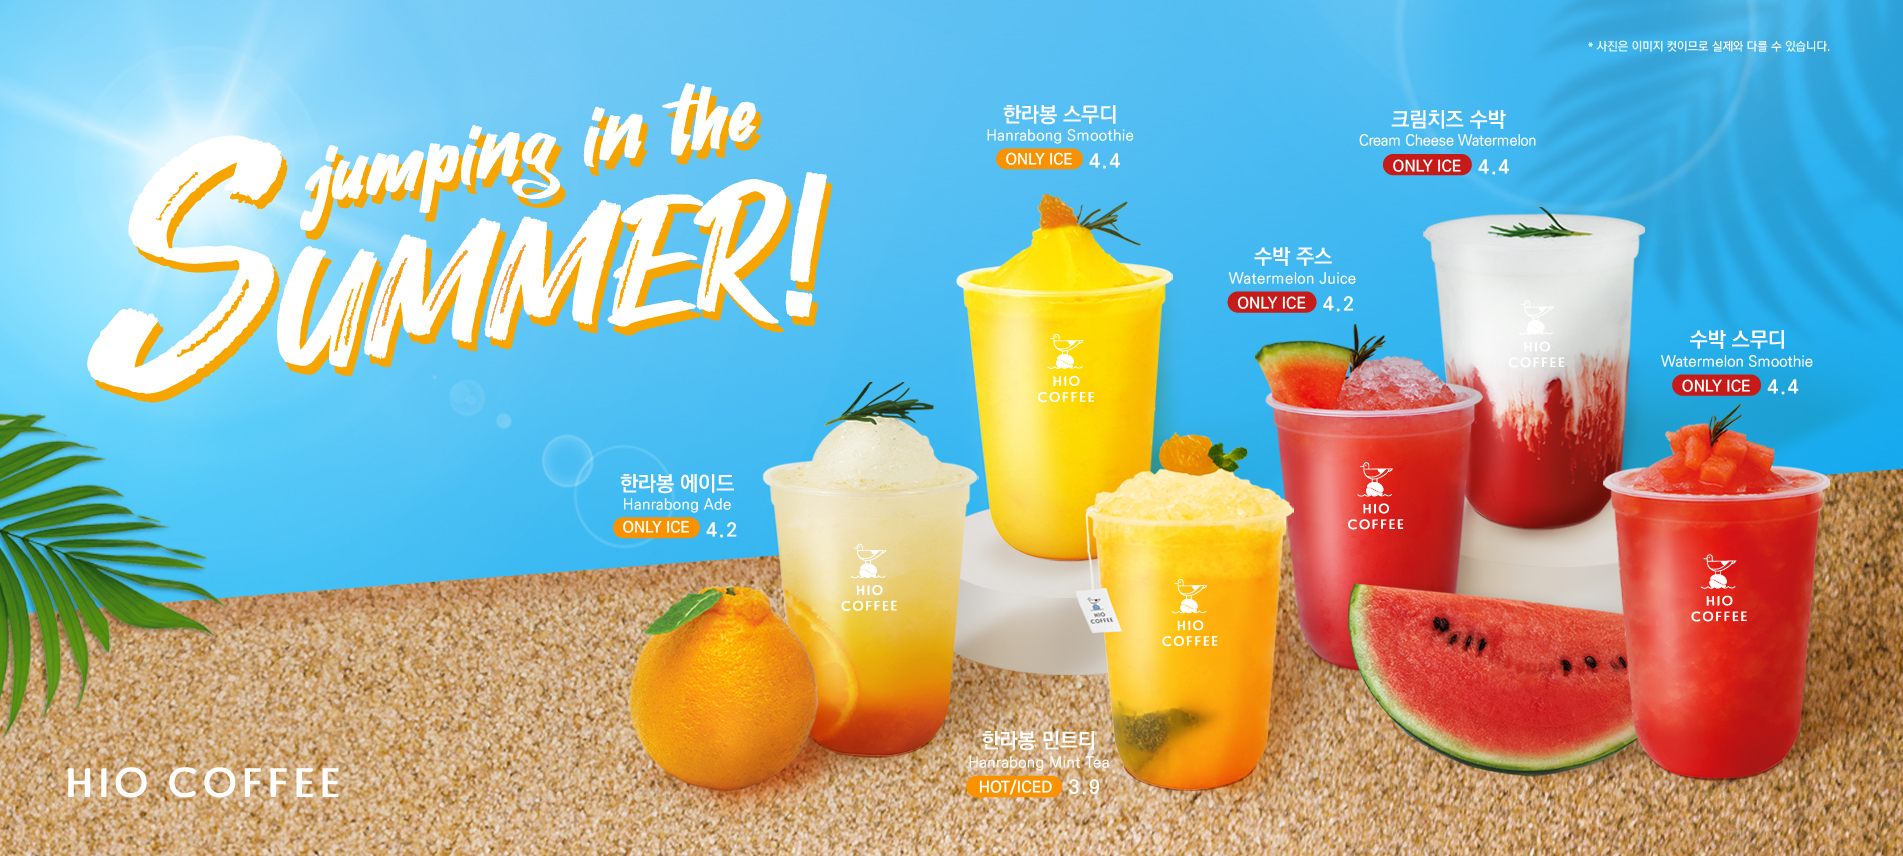 * 사진은 이미지 컷이므로 실제와 다를 수 있습니다.
jumping in the
SUMMER!
한라봉 스무디
Hanrabong Smoothie
ONLY ICE 4.4
크림치즈 수박
Cream Cheese Watermelon
ONLY ICE 4.4
수박 주스
Watermelon Juice
ONLY ICE 4.2
수박 스무디
Watermelon Smoothie
ONLY ICE 4.4
한라봉 에이드
Hanrabong Ade
ONLY ICE 4.2
한라봉 민트티
Hanrabong Mint Tea
HOT/ICED 3.9
HIO
COFFEE
HIO
COFFEE
HIO
COFFEE
HIO
COFFEE
HIO
COFFEE
HIO
COFFEE
HIO
COFFEE
HIO COFFEE